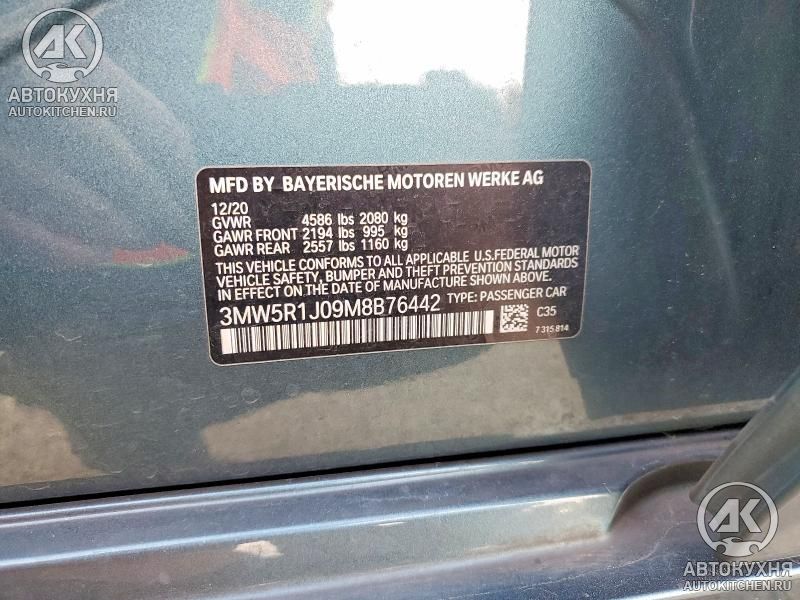 AK
АВТОКУХНЯ
AUTOKITCHEN.RU
MFD BY BAYERISCHE MOTOREN WERKE AG
12/20
GVWR 4586 lbs 2080 kg
GAWR FRONT 2194 lbs 995 kg
GAWR REAR 2557 lbs 1160 kg
THIS VEHICLE CONFORMS TO ALL APPLICABLE U.S.FEDERAL MOTOR
VEHICLE SAFETY, BUMPER AND THEFT PREVENTION STANDARDS
IN EFFECT ON THE DATE OF MANUFACTURE SHOWN ABOVE.
3MW5R1J09M8B76442 TYPE: PASSENGER CAR
C35
7 315 814
AK
АВТОКУХНЯ
AUTOKITCHEN.RU